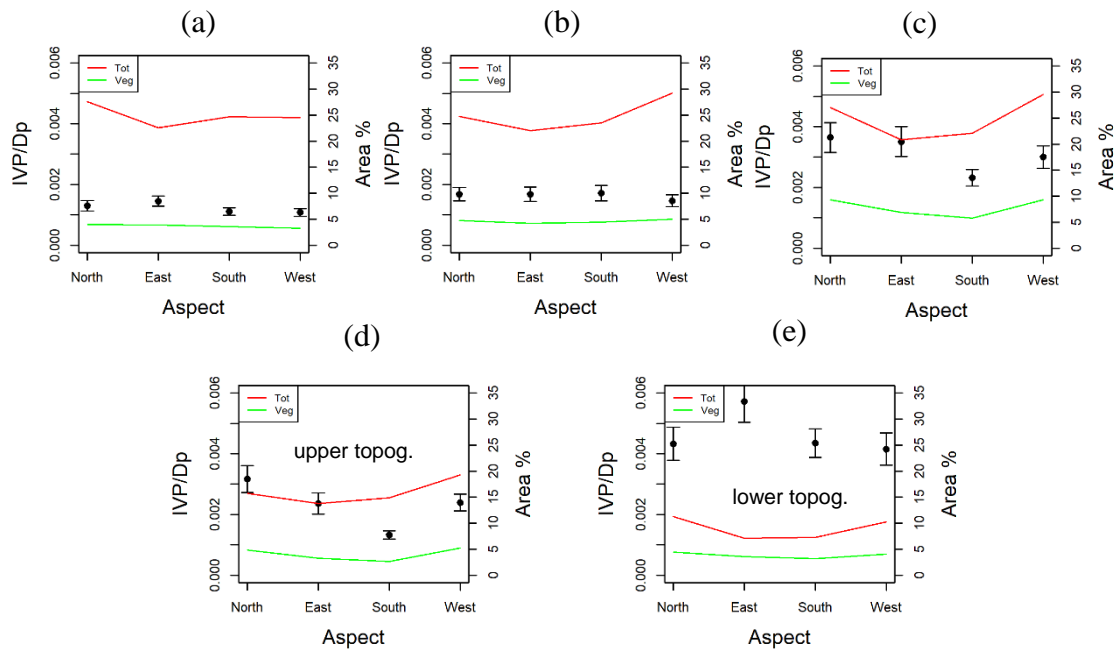 (a)
Tot
Veg
0.000 0.002 0.004 0.006
IVP/Dp
0 5 10 15 20 25 30 35
Area %
North East South West
Aspect
(b)
Tot
Veg
0.000 0.002 0.004 0.006
IVP/Dp
0 5 10 15 20 25 30 35
Area %
North East South West
Aspect
(c)
Tot
Veg
0.000 0.002 0.004 0.006
IVP/Dp
0 5 10 15 20 25 30 35
Area %
North East South West
Aspect
(d)
Tot
Veg
upper topog.
0.000 0.002 0.004 0.006
IVP/Dp
0 5 10 15 20 25 30 35
Area %
North East South West
Aspect
(e)
Tot
Veg
lower topog.
0.000 0.002 0.004 0.006
IVP/Dp
0 5 10 15 20 25 30 35
Area %
North East South West
Aspect